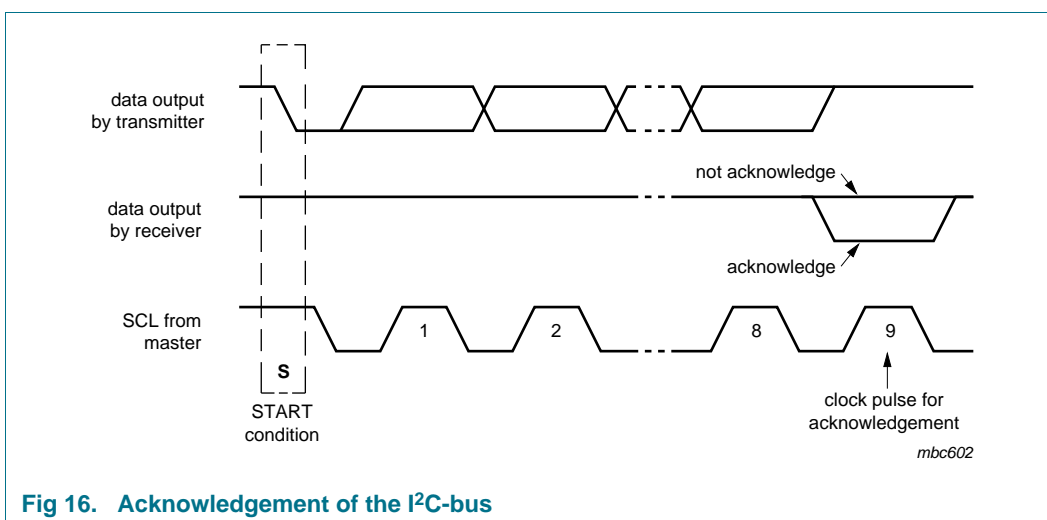 data output
by transmitter
not acknowledge
data output
by receiver
acknowledge
SCL from
master
1
2
8
9
S
START
condition
clock pulse for
acknowledgement
mbc602
Fig 16. Acknowledgement of the I²C-bus